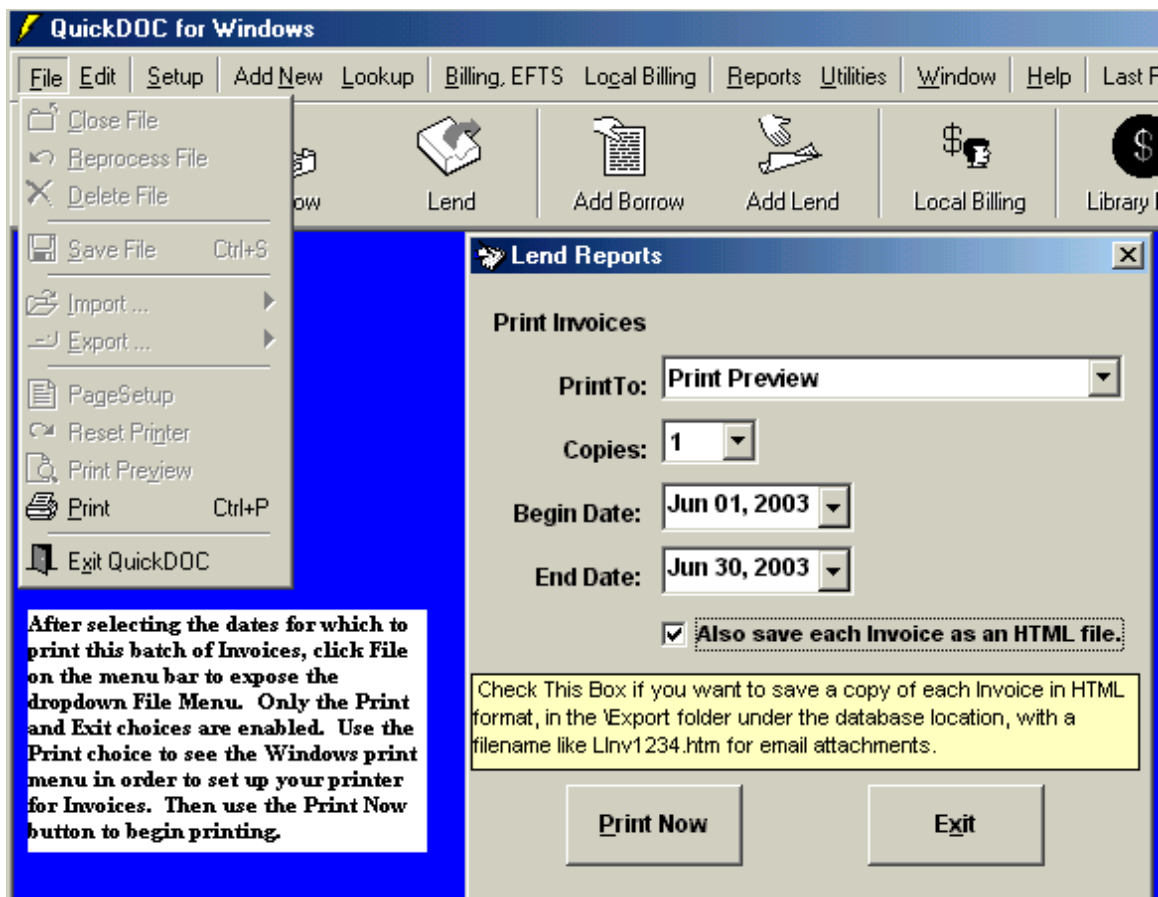 QuickDOC for Windows
File Edit Setup Add New Lookup Billing, EFTS Local Billing Reports Utilities Window Help Last
ow Lend Add Borrow Add Lend Local Billing Library
Close File
Reprocess File
Delete File
Save File Ctrl+S
Import ...
Export ...
PageSetup
Reset Printer
Print Preview
Print Ctrl+P
Exit QuickDOC
After selecting the dates for which to
print this batch of Invoices, click File
on the menu bar to expose the
dropdown File Menu. Only the Print
and Exit choices are enabled. Use the
Print choice to see the Windows print
menu in order to set up your printer
for Invoices. Then use the Print Now
button to begin printing.
Lend Reports
Print Invoices
PrintTo: Print Preview
Copies: 1
Begin Date: Jun 01, 2003
End Date: Jun 30, 2003
Also save each Invoice as an HTML file.
Check This Box if you want to save a copy of each Invoice in HTML
format, in the \Export folder under the database location, with a
filename like LInv1234.htm for email attachments.
Print Now Exit